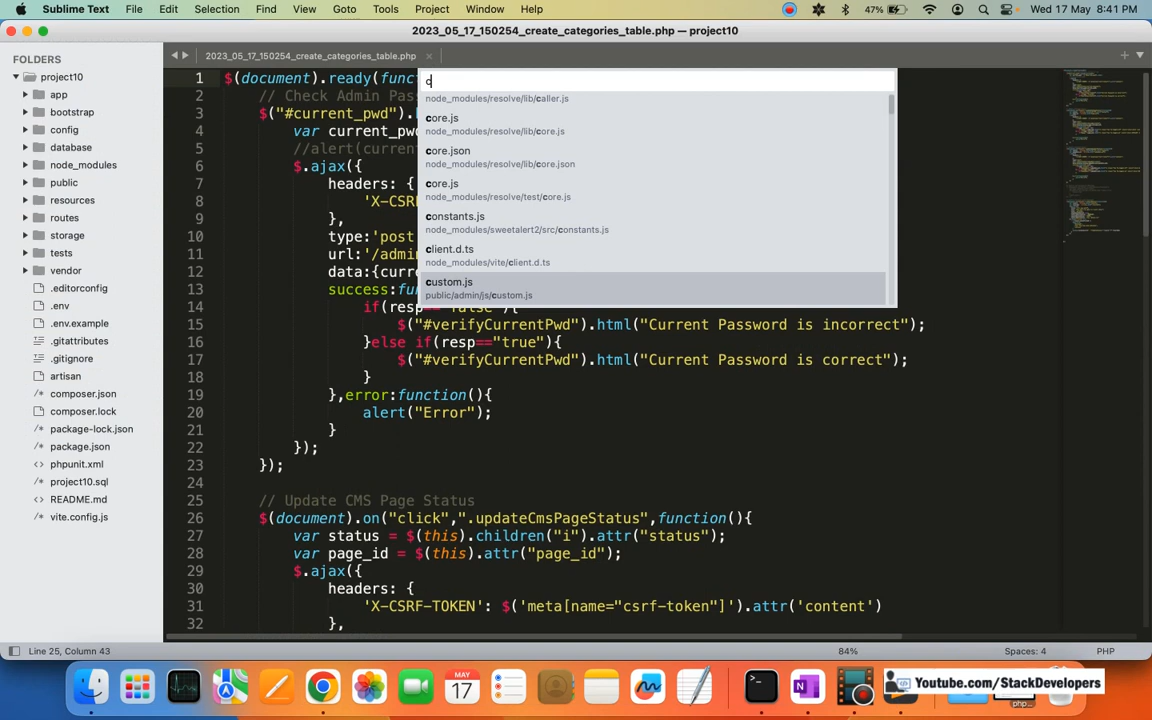 Sublime Text File Edit Selection Find View Goto Tools Project Window Help 47% Wed 17 May 8:41 PM
2023_05_17_150254_create_categories_table.php — project10
FOLDERS
project10
app
bootstrap
config
database
node_modules
public
resources
routes
storage
tests
vendor
.editorconfig
.env
.env.example
.gitattributes
.gitignore
artisan
composer.json
composer.lock
package-lock.json
package.json
phpunit.xml
project10.sql
README.md
vite.config.js
2023_05_17_150254_create_categories_table.php
c
node_modules/resolve/lib/caller.js
core.js
node_modules/resolve/lib/core.js
core.json
node_modules/resolve/lib/core.json
core.js
node_modules/resolve/test/core.js
constants.js
node_modules/sweetalert2/src/constants.js
client.d.ts
node_modules/vite/client.d.ts
custom.js
public/admin/js/custom.js
1 $(document).ready(func
2 // Check Admin Pas
3 $("#current_pwd").
4 var current_pwd
5 //alert(current
6 $.ajax({
7 headers: {
8 'X-CSRF
9 },
10 type:'post
11 url:'/admin
12 data:{curre
13 success:fun
14 if(resp=="false"){
15 $("#verifyCurrentPwd").html("Current Password is incorrect");
16 }else if(resp=="true"){
17 $("#verifyCurrentPwd").html("Current Password is correct");
18 }
19 },error:function(){
20 alert("Error");
21 }
22 });
23 });
24
25 // Update CMS Page Status
26 $(document).on("click",".updateCmsPageStatus",function(){
27 var status = $(this).children("i").attr("status");
28 var page_id = $(this).attr("page_id");
29 $.ajax({
30 headers: {
31 'X-CSRF-TOKEN': $('meta[name="csrf-token"]').attr('content')
32 },
Line 25, Column 43 84% Spaces: 4 PHP
MAY
17
Youtube.com/StackDevelopers
php